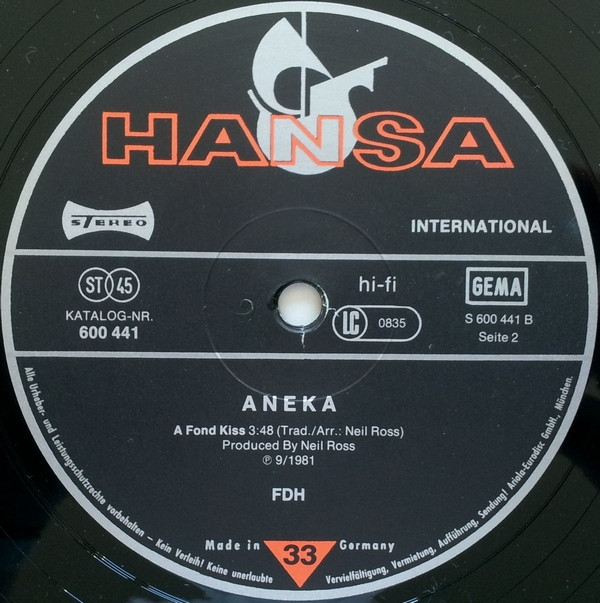 HANSA
STEREO
INTERNATIONAL
ST 45
KATALOG-NR.
600 441
hi-fi
LC 0835
GEMA
S 600 441 B
Seite 2
ANEKA
A Fond Kiss 3:48 (Trad./Arr.: Neil Ross)
Produced By Neil Ross
℗ 9/1981
FDH
Made in 33 Germany
Alle Urheber- und Leistungsschutzrechte vorbehalten – Kein Verleih! Keine unerlaubte Vervielfältigung, Vermietung, Aufführung, Sendung! Ariola-Eurodisc GmbH., München.